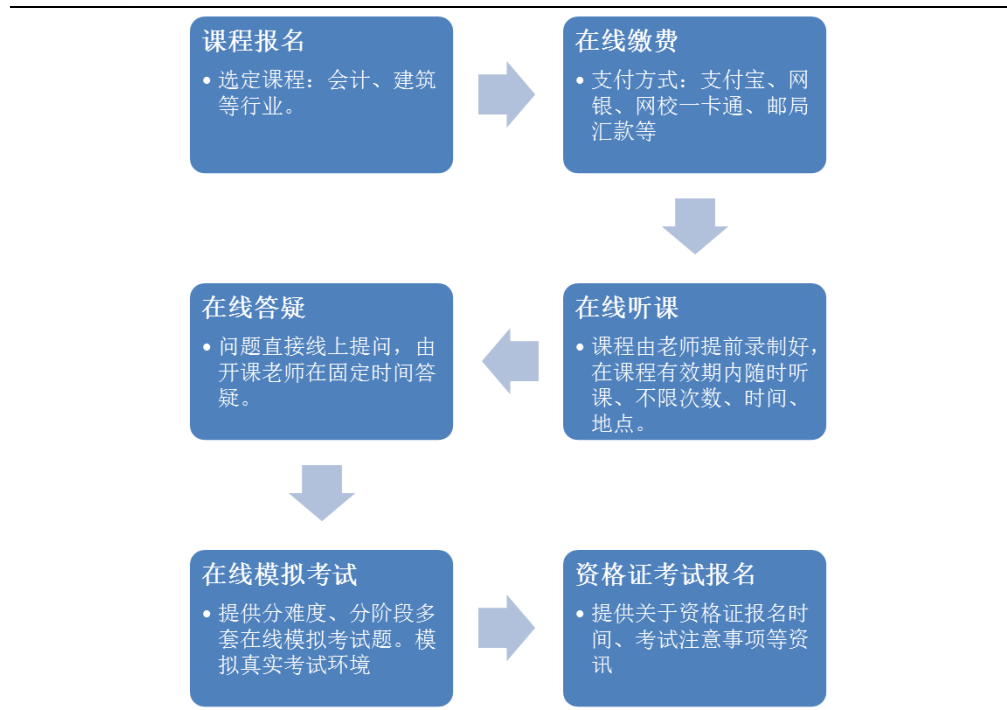 课程报名
• 选定课程：会计、建筑
等行业。
在线缴费
• 支付方式：支付宝、网
银、网校一卡通、邮局
汇款等
在线听课
• 课程由老师提前录制好，
在课程有效期内随时听
课、不限次数、时间、
地点。
在线答疑
• 问题直接线上提问，由
开课老师在固定时间答
疑。
在线模拟考试
• 提供分难度、分阶段多
套在线模拟考试题。模
拟真实考试环境
资格证考试报名
• 提供关于资格证报名时
间、考试注意事项等资
讯